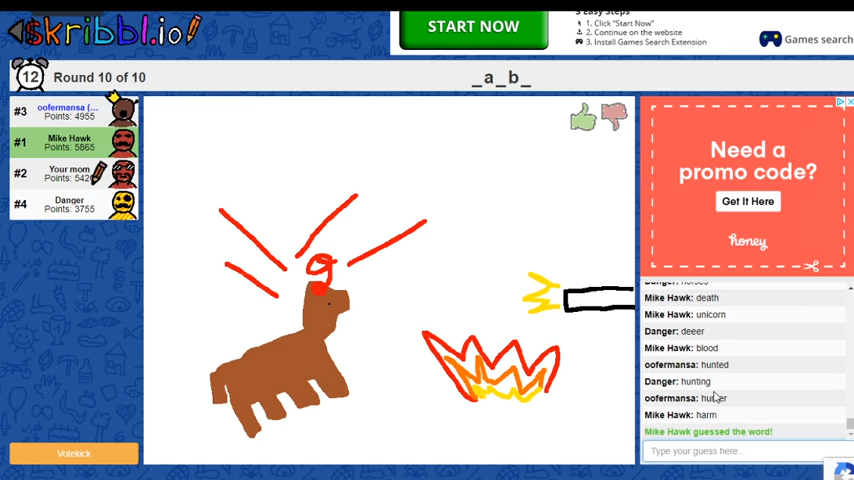 3 Easy Steps
skribbl.io
START NOW
1. Click "Start Now"
2. Continue on the website
3. Install Games Search Extension
Games search
12
Round 10 of 10
_a_b_
#3
oofermansa (...
Points: 4955
#1
Mike Hawk
Points: 5865
#2
Your mom
Points: 542
#4
Danger
Points: 3755
Need a
promo code?
Get It Here
honey
Danger: horses
Mike Hawk: death
Mike Hawk: unicorn
Danger: deeer
Mike Hawk: blood
oofermansa: hunted
Danger: hunting
oofermansa: hunter
Mike Hawk: harm
Mike Hawk guessed the word!
Type your guess here...
Votekick